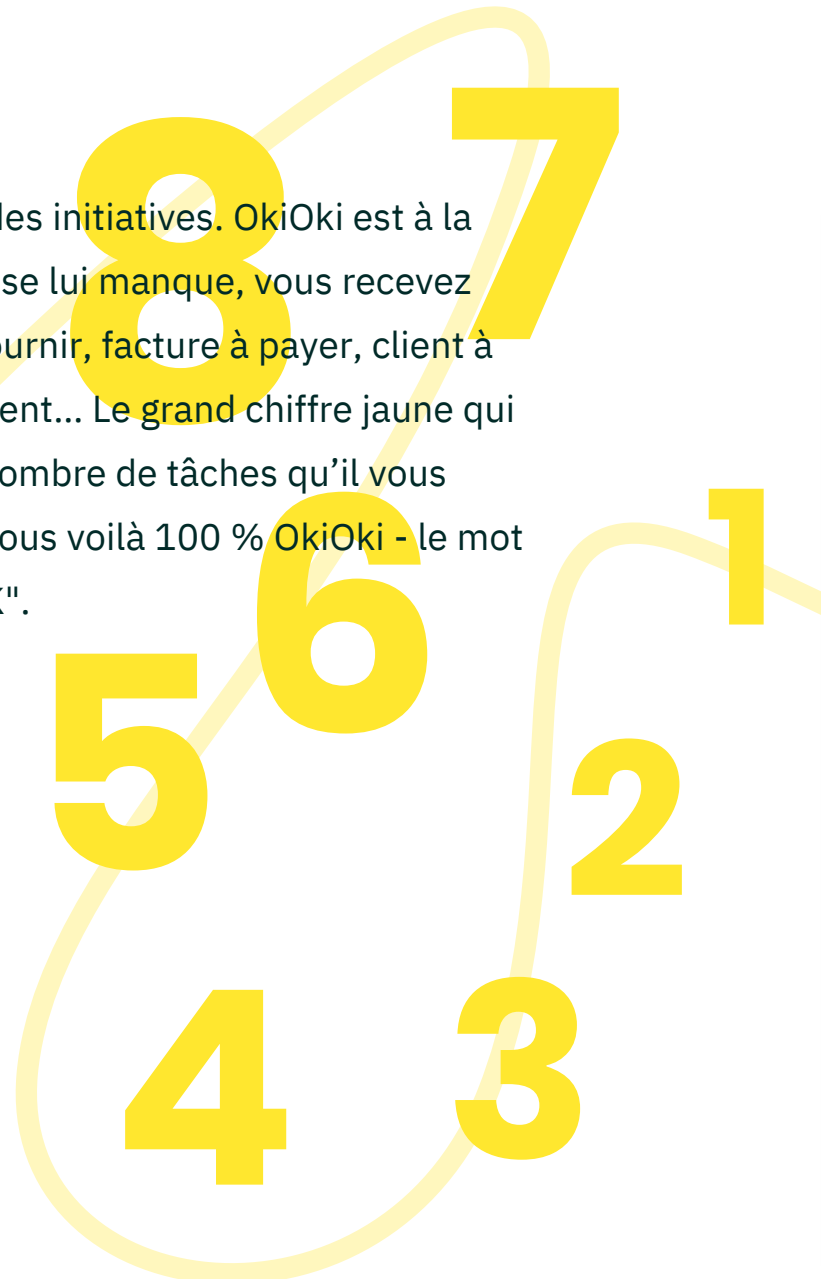 8
7
des initiatives. OkiOki est à la
se lui manque, vous recevez
ournir, facture à payer, client à
ent... Le grand chiffre jaune qui
ombre de tâches qu’il vous
ous voilà 100 % OkiOki - le mot
".
6
1
5
2
4
3